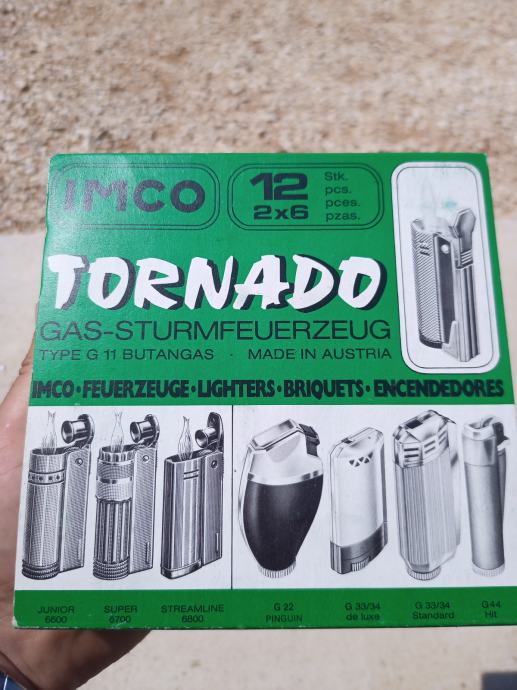 IMCO
12
2x6
Stk.
pcs.
pces.
pzas.
TORNADO
GAS-STURMFEUERZEUG
TYPE G 11 BUTANGAS · MADE IN AUSTRIA
IMCO·FEUERZEUGE·LIGHTERS·BRIQUETS·ENCENDEDORES
JUNIOR
6600
SUPER
6700
STREAMLINE
6800
G 22
PINGUIN
G 33/34
de luxe
G 33/34
Standard
G44
Hit